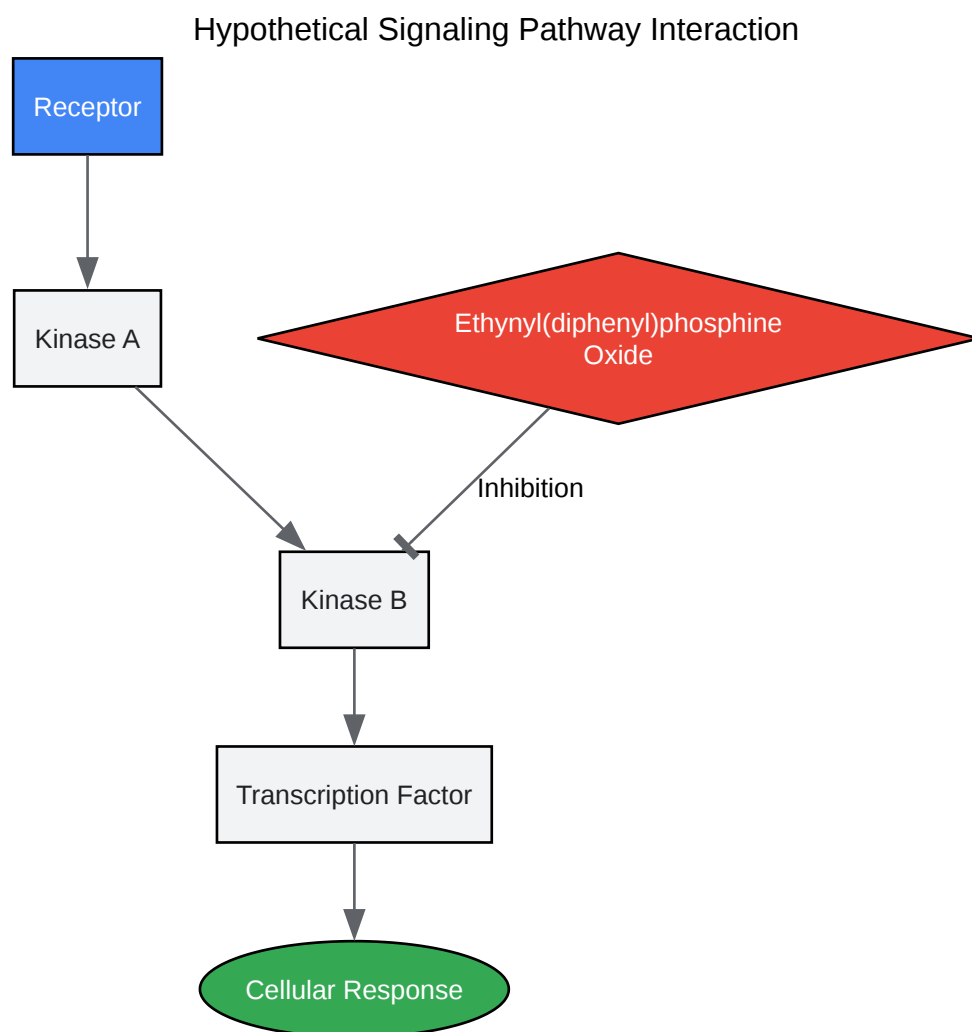 Hypothetical Signaling Pathway Interaction
Receptor
Kinase A
Ethynyl(diphenyl)phosphine
Oxide
Inhibition
Kinase B
Transcription Factor
Cellular Response